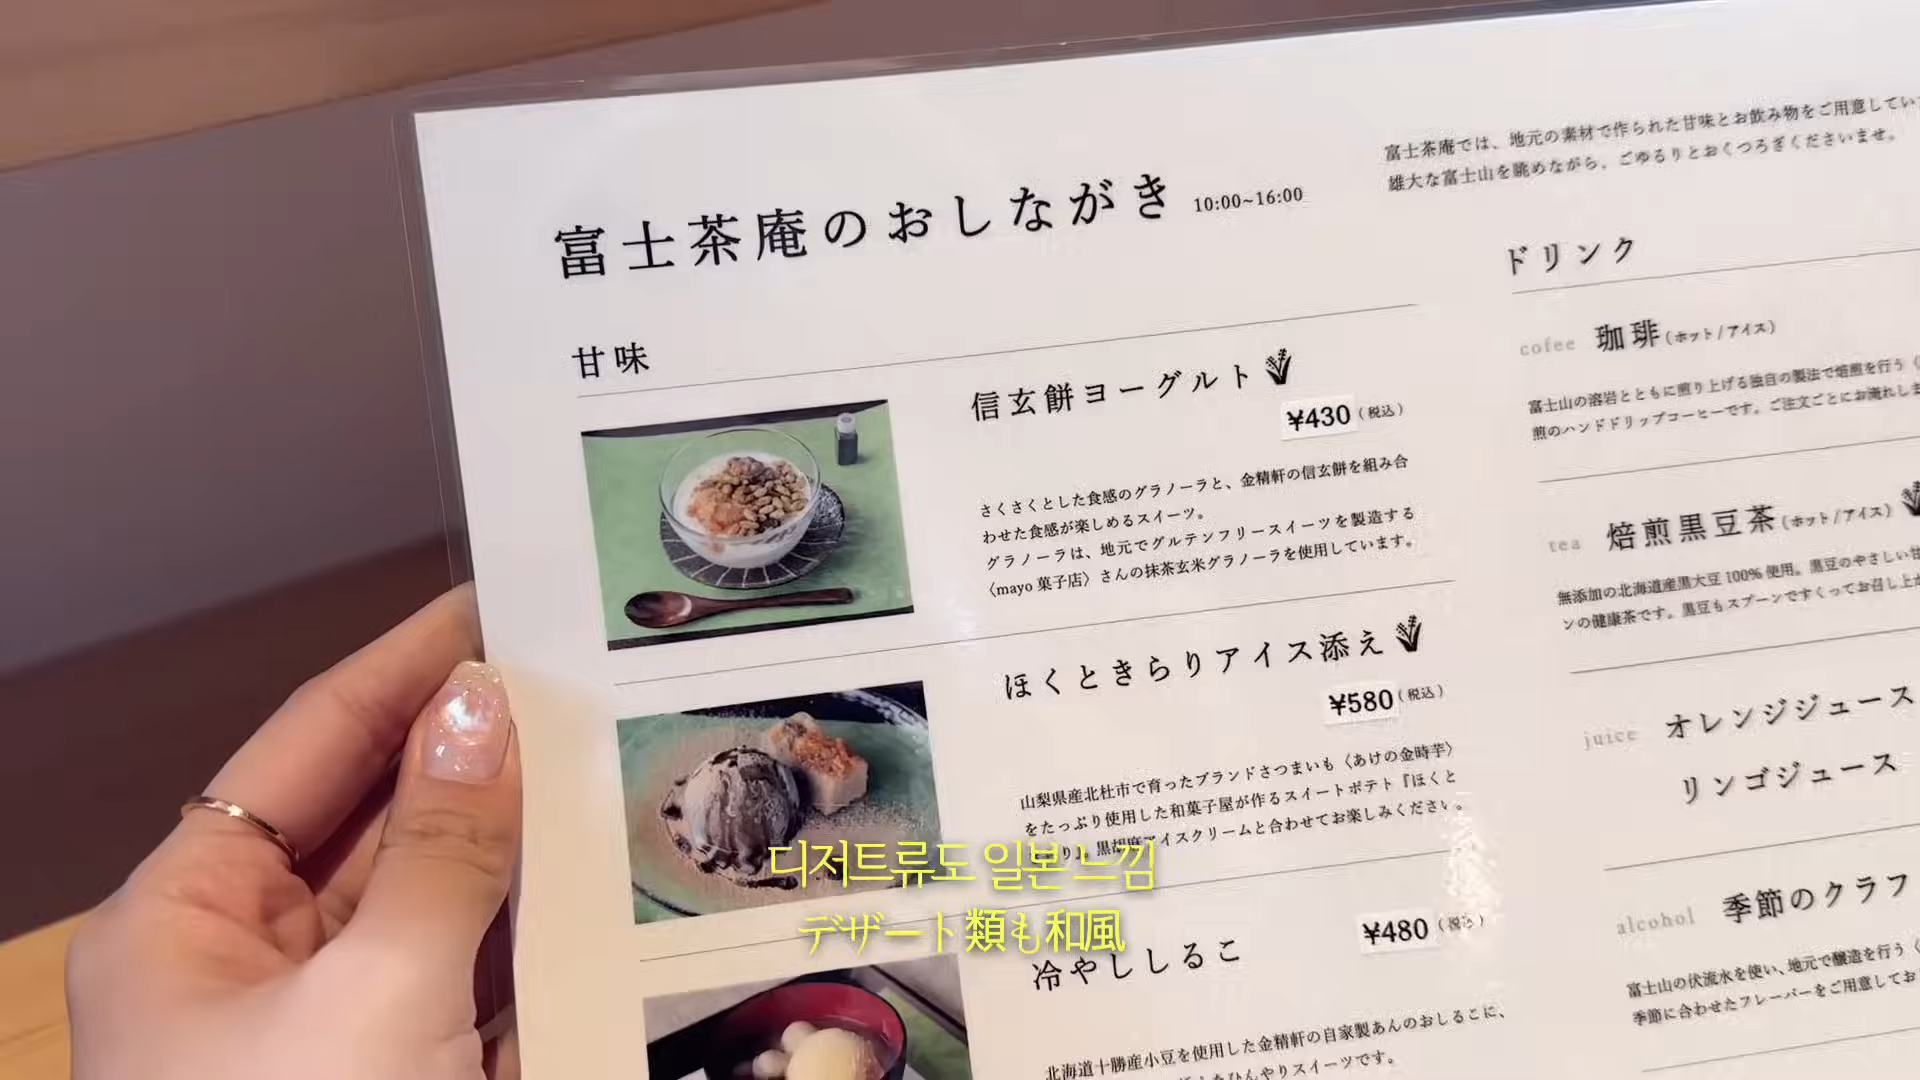 富士茶庵のおしながき 10:00~16:00
甘味
信玄餅ヨーグルト
¥430（税込）
さくさくとした食感のグラノーラと、金精軒の信玄餅を組み合
わせた食感が楽しめるスイーツ。
グラノーラは、地元でグルテンフリースイーツを製造する
〈mayo 菓子店〉さんの抹茶玄米グラノーラを使用しています。
ほくときらりアイス添え
¥580（税込）
山梨県産北杜市で育ったブランドさつまいも〈あけの金時芋〉
をたっぷり使用した和菓子屋が作るスイートポテト『ほくと
り』。黒胡麻アイスクリームと合わせてお楽しみください。
冷やししるこ
¥480（税込）
北海道十勝産小豆を使用した金精軒の自家製あんのおしるこに、
ひんやりスイーツです。
富士茶庵では、地元の素材で作られた甘味とお飲み物をご用意してい
雄大な富士山を眺めながら、ごゆるりとおくつろぎくださいませ。
ドリンク
cofee 珈琲（ホット/アイス）
富士山の溶岩とともに煎り上げる独自の製法で焙煎を行う〈
煎のハンドドリップコーヒーです。ご注文ごとにお淹れしま
tea 焙煎黒豆茶（ホット/アイス）
無添加の北海道産黒大豆 100% 使用。黒豆のやさしい甘
ンの健康茶です。黒豆もスプーンですくってお召し上が
juice オレンジジュース
リンゴジュース
alcohol 季節のクラフ
富士山の伏流水を使い、地元で醸造を行う〈
季節に合わせたフレーバーをご用意してお
디저트류도 일본 느낌
デザート類も和風